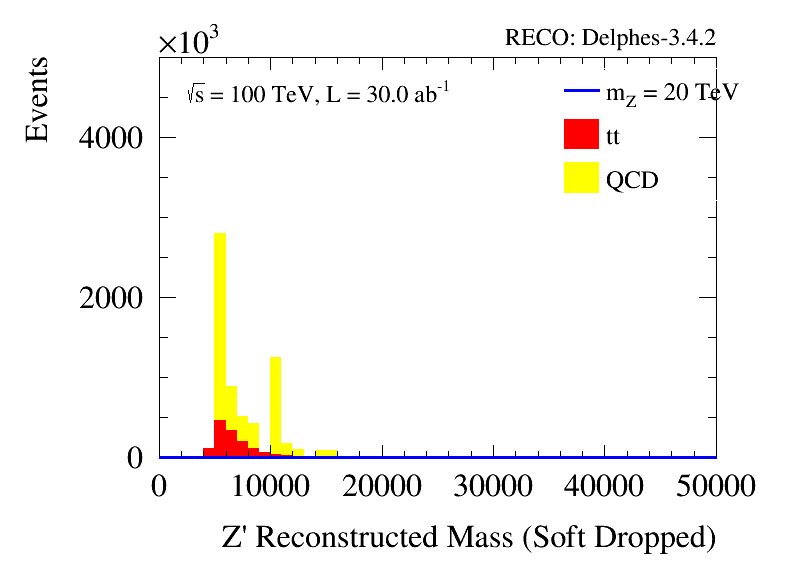 ×10³
RECO: Delphes-3.4.2
Events
√s = 100 TeV, L = 30.0 ab⁻¹
m_Z = 20 TeV
tt
QCD
4000
2000
0
0 10000 20000 30000 40000 50000
Z' Reconstructed Mass (Soft Dropped)